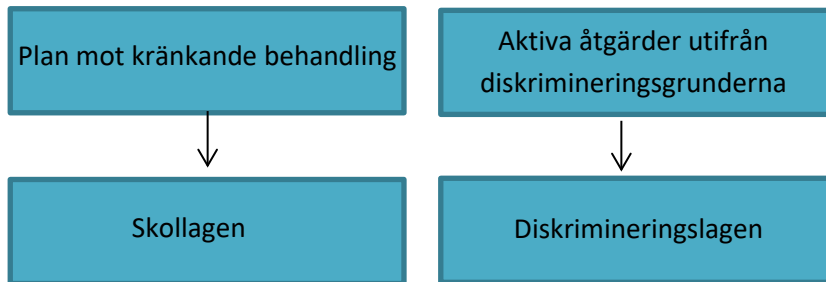 Plan mot kränkande behandling
Aktiva åtgärder utifrån
diskrimineringsgrunderna
Skollagen
Diskrimineringslagen